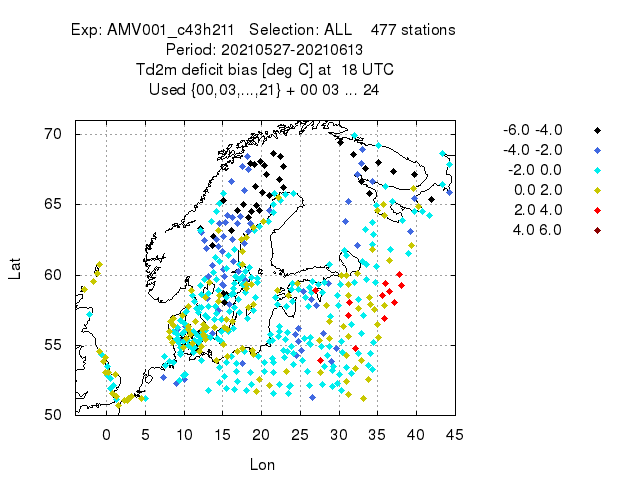 Exp: AMV001_c43h211 Selection: ALL 477 stations
Period: 20210527-20210613
Td2m deficit bias [deg C] at 18 UTC
Used {00,03,...,21} + 00 03 ... 24
70
65
60
55
50
Lat
0 5 10 15 20 25 30 35 40 45
Lon
-6.0 -4.0
-4.0 -2.0
-2.0 0.0
0.0 2.0
2.0 4.0
4.0 6.0